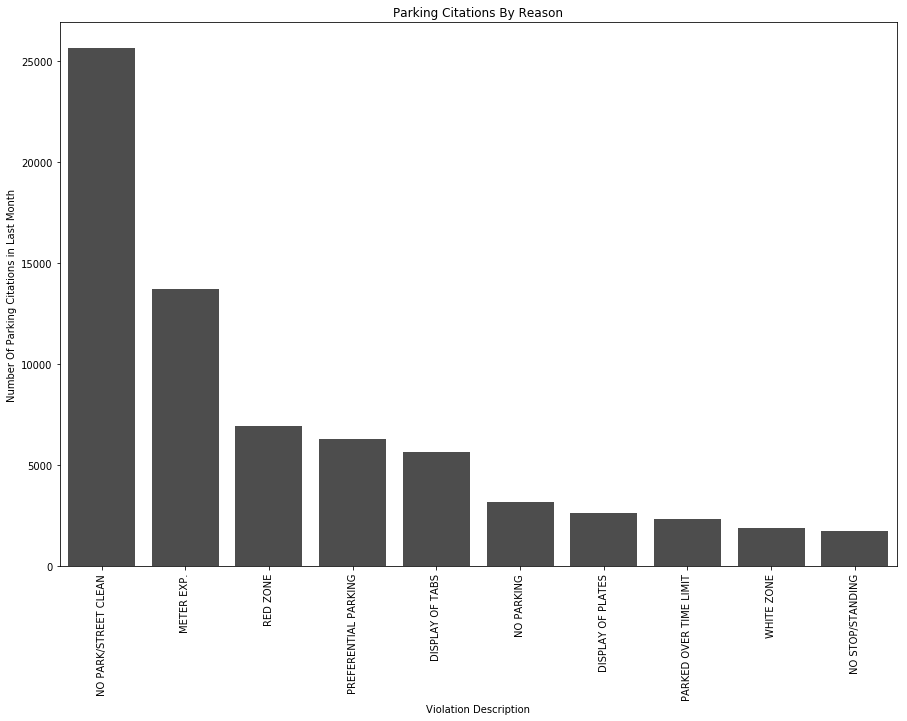 Parking Citations By Reason
Number Of Parking Citations in Last Month
25000
20000
15000
10000
5000
0
NO PARK/STREET CLEAN
METER EXP.
RED ZONE
PREFERENTIAL PARKING
DISPLAY OF TABS
NO PARKING
DISPLAY OF PLATES
PARKED OVER TIME LIMIT
WHITE ZONE
NO STOP/STANDING
Violation Description